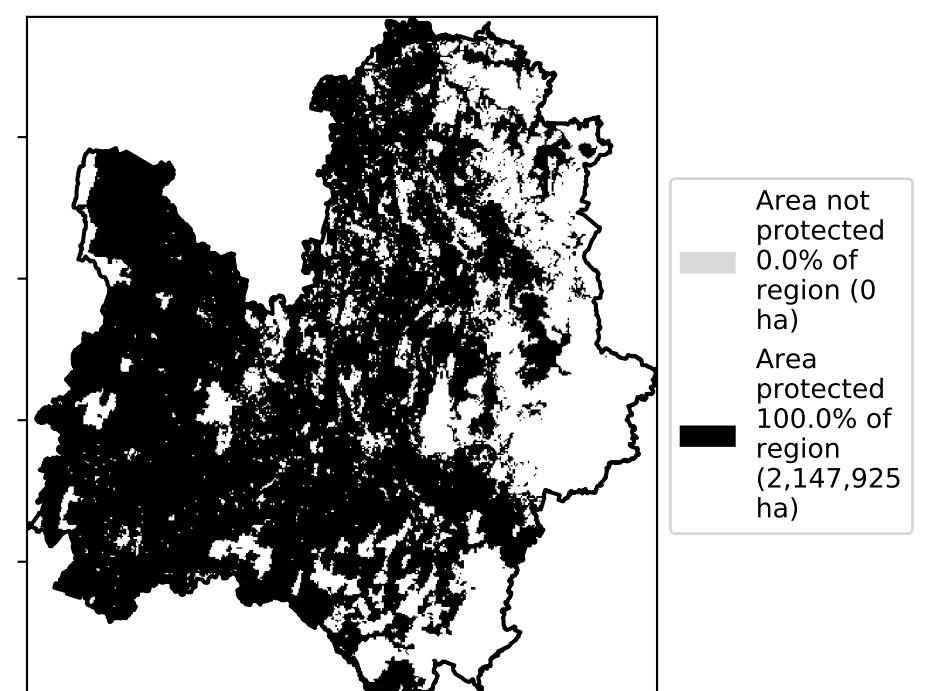 Area not
protected
0.0% of
region (0
ha)
Area
protected
100.0% of
region
(2,147,925
ha)